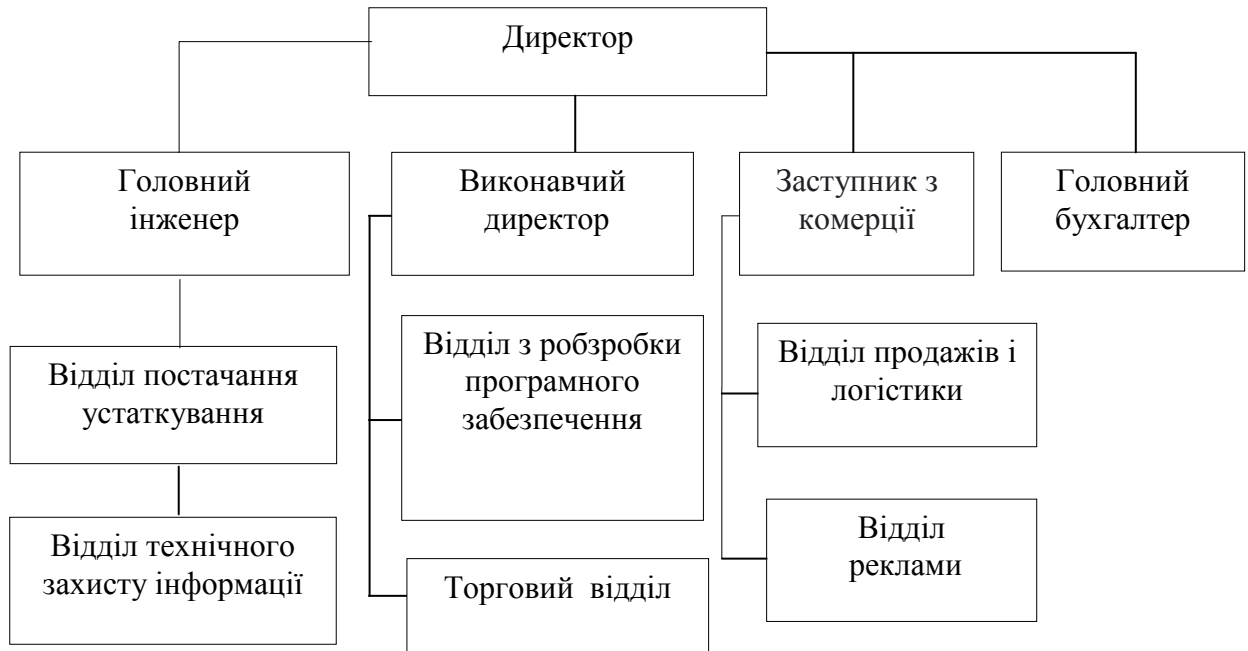 Директор
Головний
інженер
Виконавчий
директор
Заступник з
комерції
Головний
бухгалтер
Відділ постачання
устаткування
Відділ з робзробки
програмного
забезпечення
Відділ продажів і
логістики
Відділ технічного
захисту інформації
Торговий відділ
Відділ
реклами